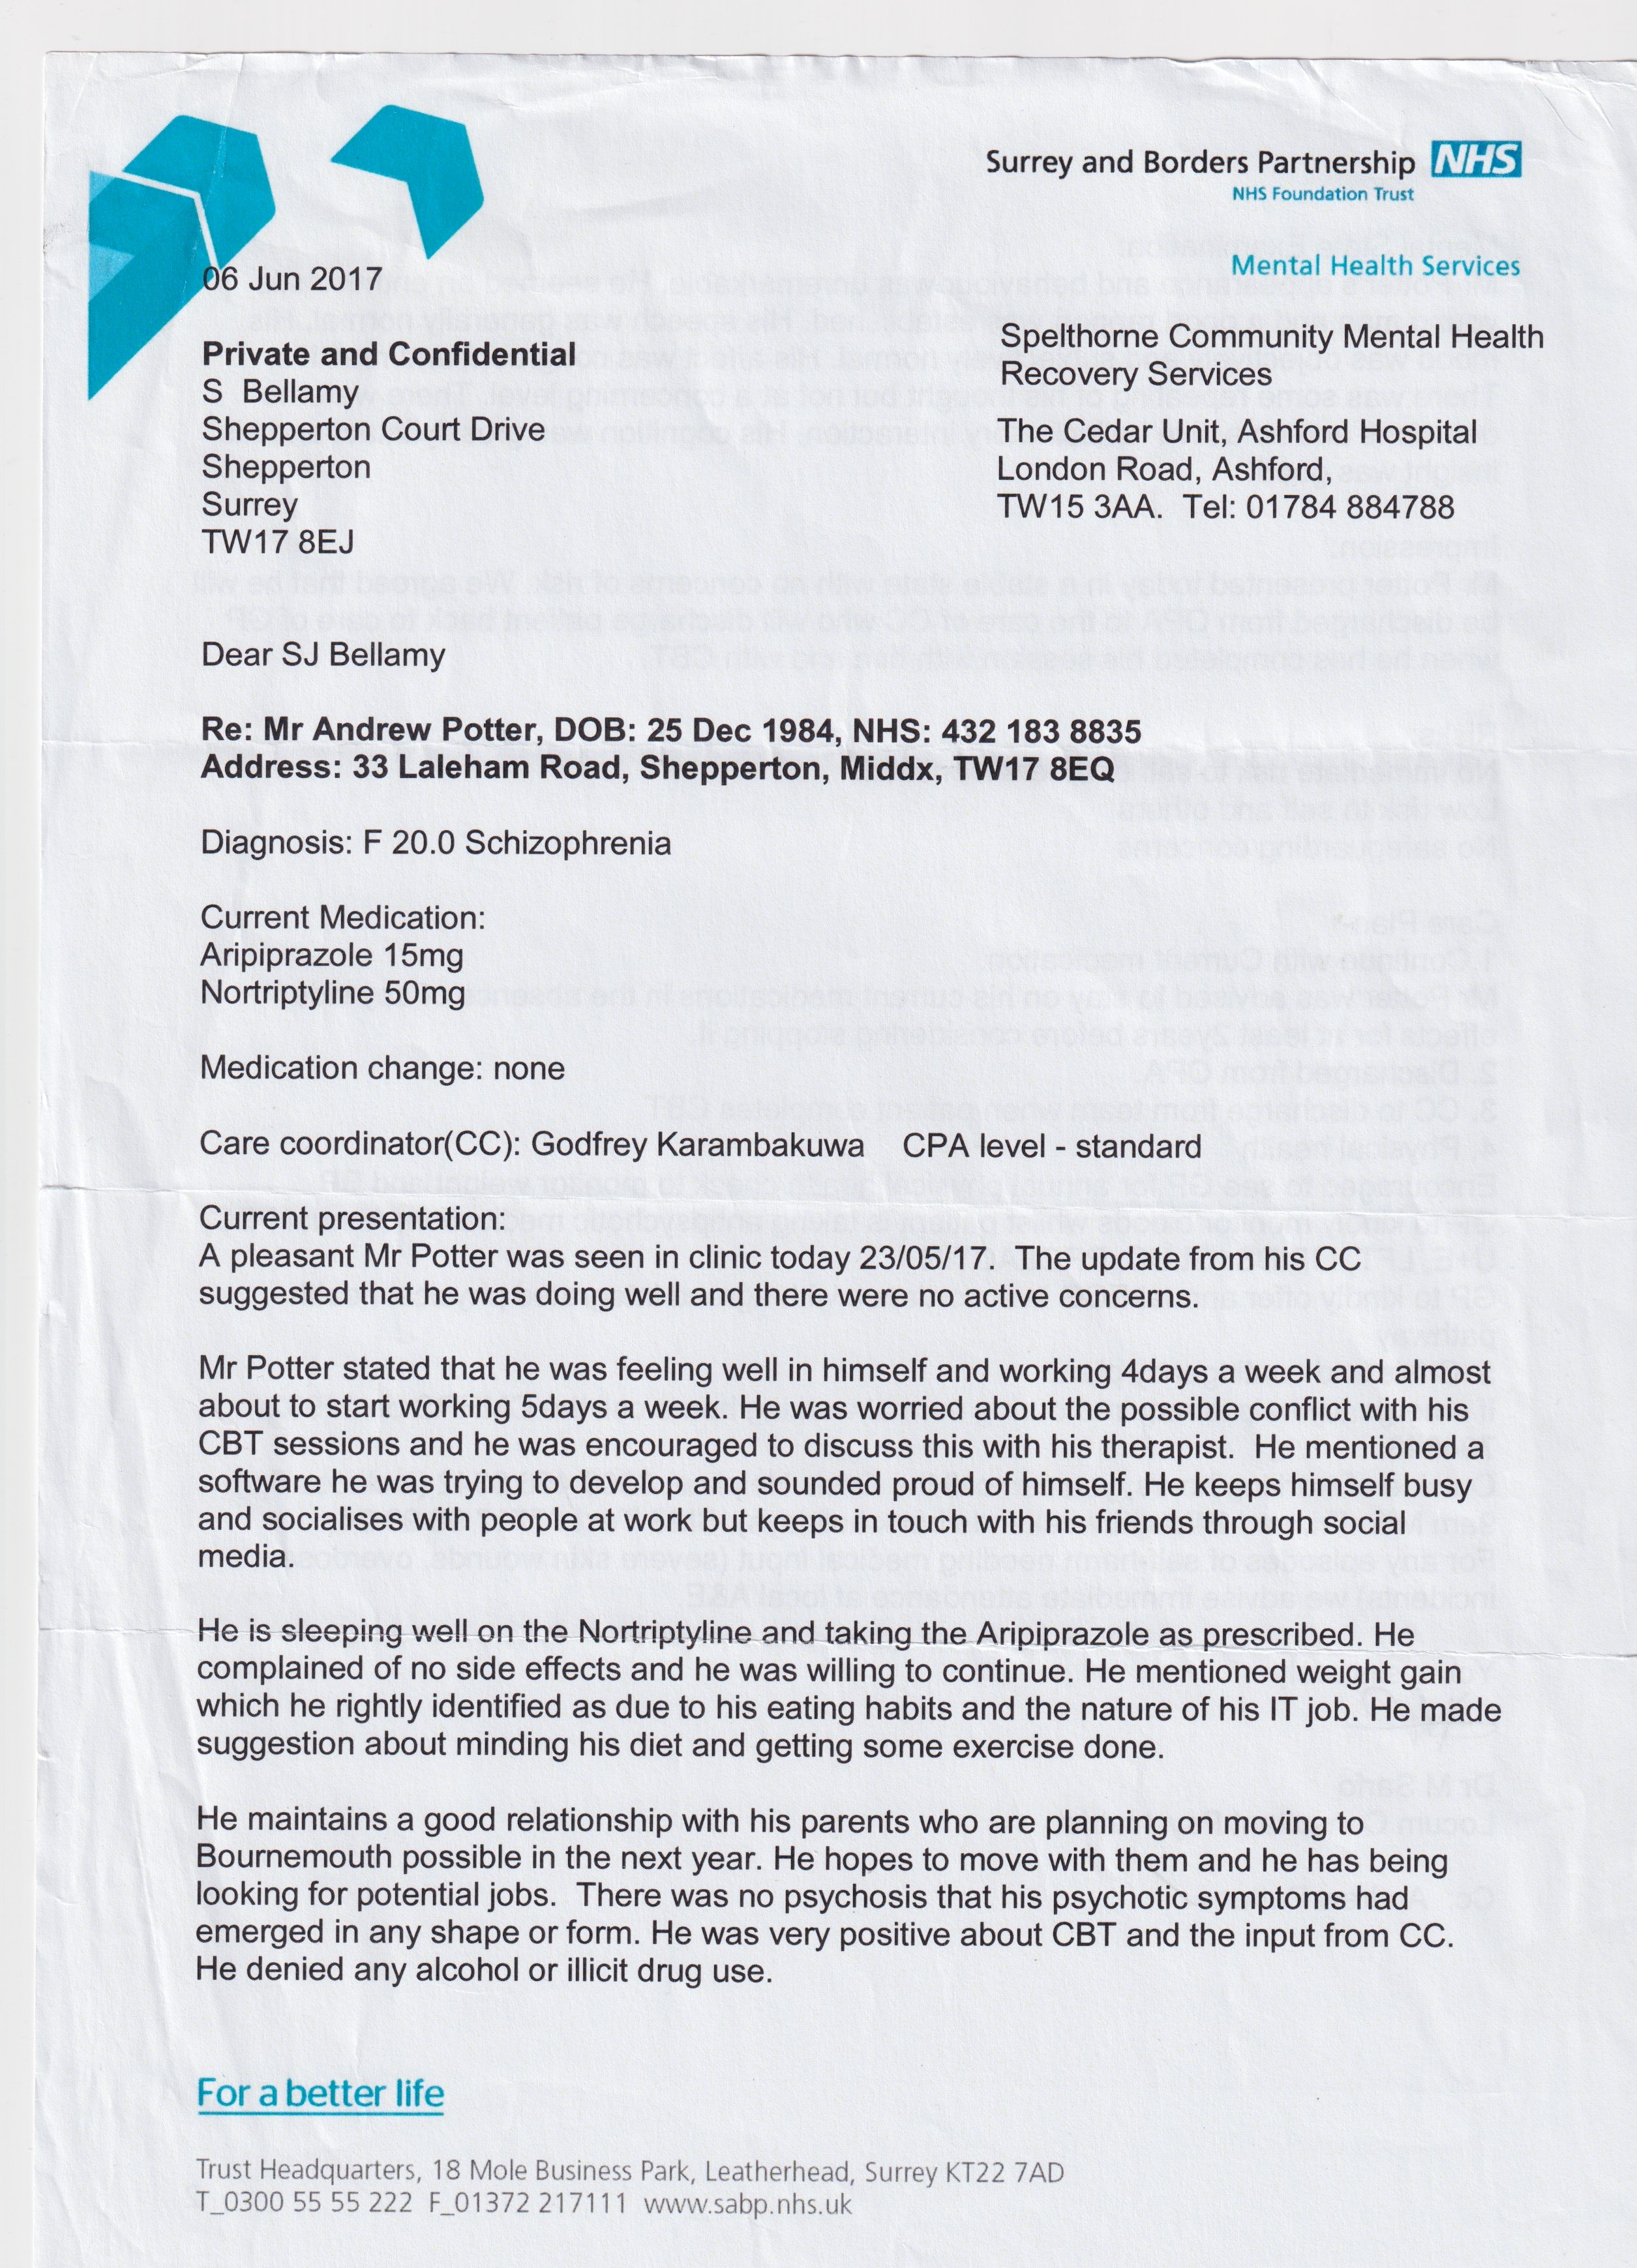 Surrey and Borders Partnership NHS
NHS Foundation Trust
Mental Health Services
06 Jun 2017
Private and Confidential
S  Bellamy
Shepperton Court Drive
Shepperton
Surrey
TW17 8EJ
Spelthorne Community Mental Health
Recovery Services
The Cedar Unit, Ashford Hospital
London Road, Ashford,
TW15 3AA.  Tel: 01784 884788
Dear SJ Bellamy
Re: Mr Andrew Potter, DOB: 25 Dec 1984, NHS: 432 183 8835
Address: 33 Laleham Road, Shepperton, Middx, TW17 8EQ
Diagnosis: F 20.0 Schizophrenia
Current Medication:
Aripiprazole 15mg
Nortriptyline 50mg
Medication change: none
Care coordinator(CC): Godfrey Karambakuwa    CPA level - standard
Current presentation:
A pleasant Mr Potter was seen in clinic today 23/05/17.  The update from his CC
suggested that he was doing well and there were no active concerns.
Mr Potter stated that he was feeling well in himself and working 4days a week and almost
about to start working 5days a week. He was worried about the possible conflict with his
CBT sessions and he was encouraged to discuss this with his therapist.  He mentioned a
software he was trying to develop and sounded proud of himself. He keeps himself busy
and socialises with people at work but keeps in touch with his friends through social
media.
He is sleeping well on the Nortriptyline and taking the Aripiprazole as prescribed. He
complained of no side effects and he was willing to continue. He mentioned weight gain
which he rightly identified as due to his eating habits and the nature of his IT job. He made
suggestion about minding his diet and getting some exercise done.
He maintains a good relationship with his parents who are planning on moving to
Bournemouth possible in the next year. He hopes to move with them and he has being
looking for potential jobs.  There was no psychosis that his psychotic symptoms had
emerged in any shape or form. He was very positive about CBT and the input from CC.
He denied any alcohol or illicit drug use.
For a better life
Trust Headquarters, 18 Mole Business Park, Leatherhead, Surrey KT22 7AD
T_0300 55 55 222  F_01372 217111  www.sabp.nhs.uk